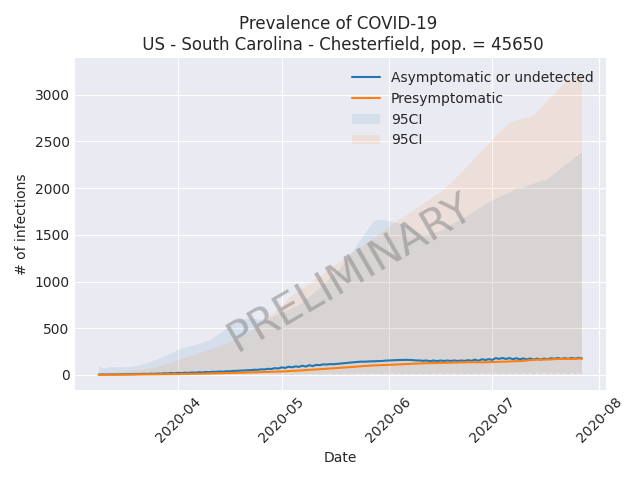 Prevalence of COVID-19
US - South Carolina - Chesterfield, pop. = 45650
Asymptomatic or undetected
Presymptomatic
95CI
95CI
3000
2500
2000
1500
1000
500
0
# of infections
PRELIMINARY
2020-04
2020-05
2020-06
2020-07
2020-08
Date